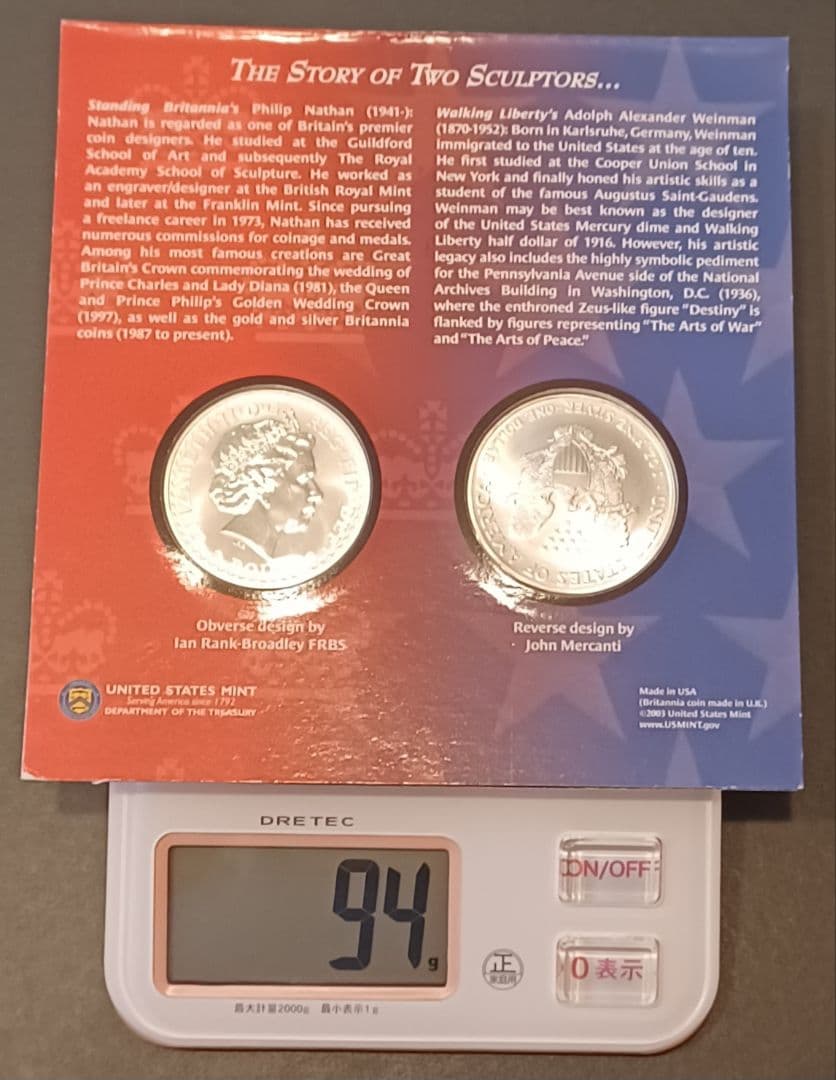 THE STORY OF TWO SCULPTORS...
Standing Britannia's Philip Nathan (1941-):
Nathan is regarded as one of Britain's premier
coin designers. He studied at the Guildford
School of Art and subsequently The Royal
Academy School of Sculpture. He worked as
an engraver/designer at the British Royal Mint
and later at the Franklin Mint. Since pursuing
a freelance career in 1973, Nathan has received
numerous commissions for coinage and medals.
Among his most famous creations are Great
Britain's Crown commemorating the wedding of
Prince Charles and Lady Diana (1981), the Queen
and Prince Philip's Golden Wedding Crown
(1997), as well as the gold and silver Britannia
coins (1987 to present).
Walking Liberty's Adolph Alexander Weinman
(1870-1952): Born in Karlsruhe, Germany, Weinman
immigrated to the United States at the age of ten.
He first studied at the Cooper Union School in
New York and finally honed his artistic skills as a
student of the famous Augustus Saint-Gaudens.
Weinman may be best known as the designer
of the United States Mercury dime and Walking
Liberty half dollar of 1916. However, his artistic
legacy also includes the highly symbolic pediment
for the Pennsylvania Avenue side of the National
Archives Building in Washington, D.C. (1936),
where the enthroned Zeus-like figure "Destiny" is
flanked by figures representing "The Arts of War"
and "The Arts of Peace."
UNITED STATES OF AMERICA
ONE DOLLAR
Obverse design by
Ian Rank-Broadley FRBS
Reverse design by
John Mercanti
UNITED STATES MINT
Serving America since 1792
DEPARTMENT OF THE TREASURY
Made in USA
(Britannia coin made in U.K.)
©2003 United States Mint
www.USMINT.gov
DRETEC
94 g
ON/OFF
0表示
正
家庭用
最大計量2000g 最小表示1g